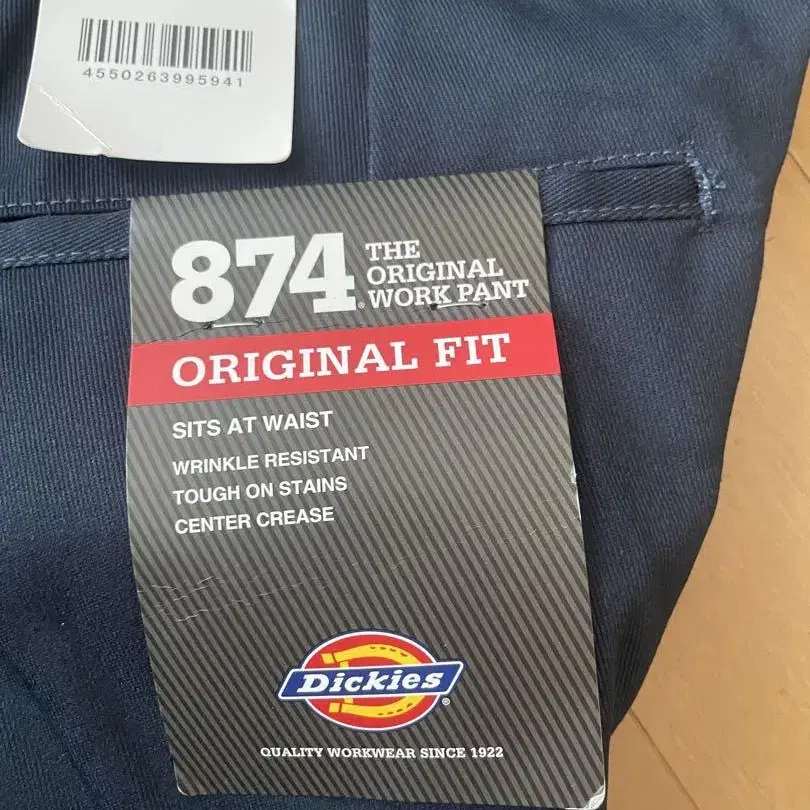 4550263995941
874® THE
ORIGINAL
WORK PANT
ORIGINAL FIT
SITS AT WAIST
WRINKLE RESISTANT
TOUGH ON STAINS
CENTER CREASE
Dickies®
QUALITY WORKWEAR SINCE 1922